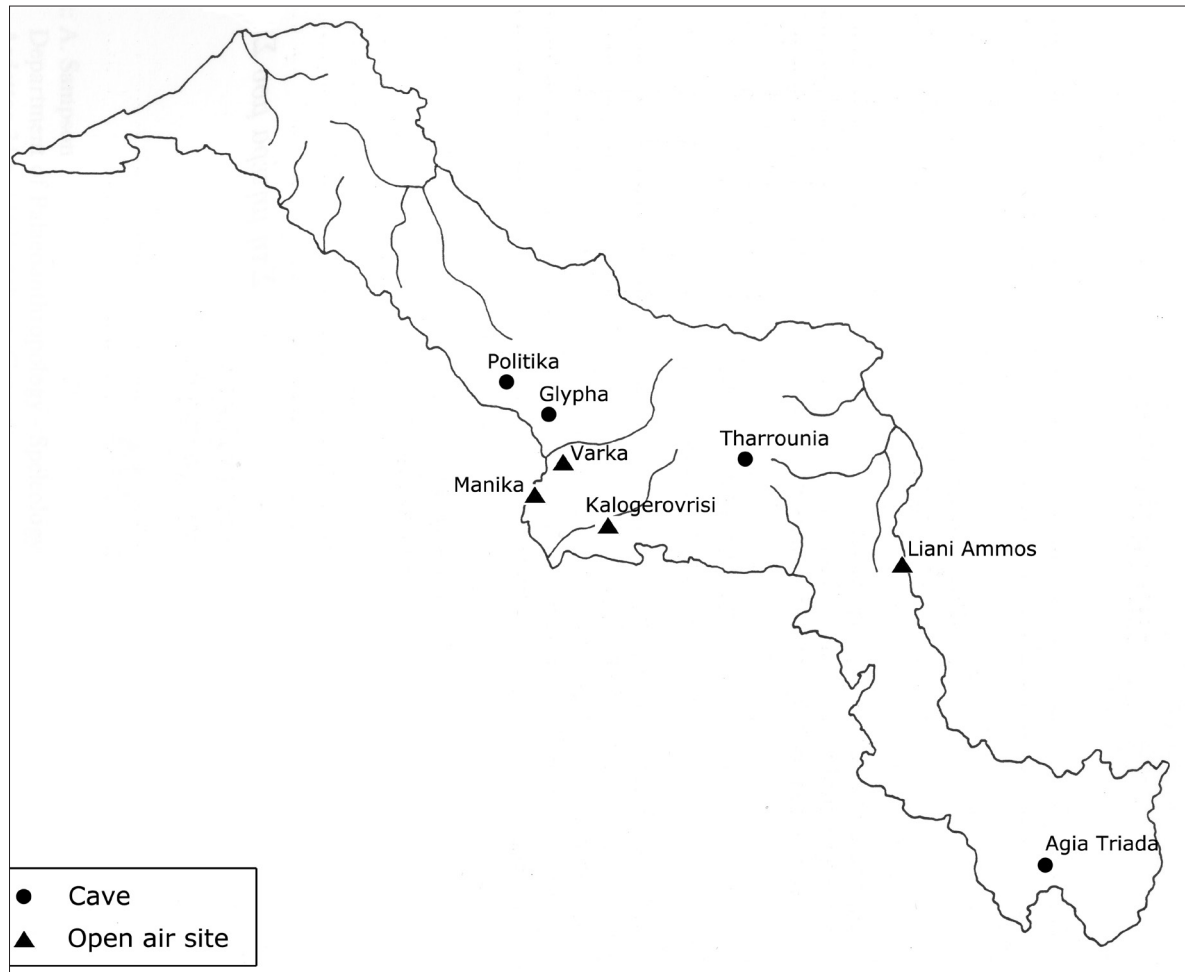 Politika
Glypha
Tharrounia
Varka
Manika
Kalogerovrisi
Liani Ammos
Agia Triada
Cave
Open air site